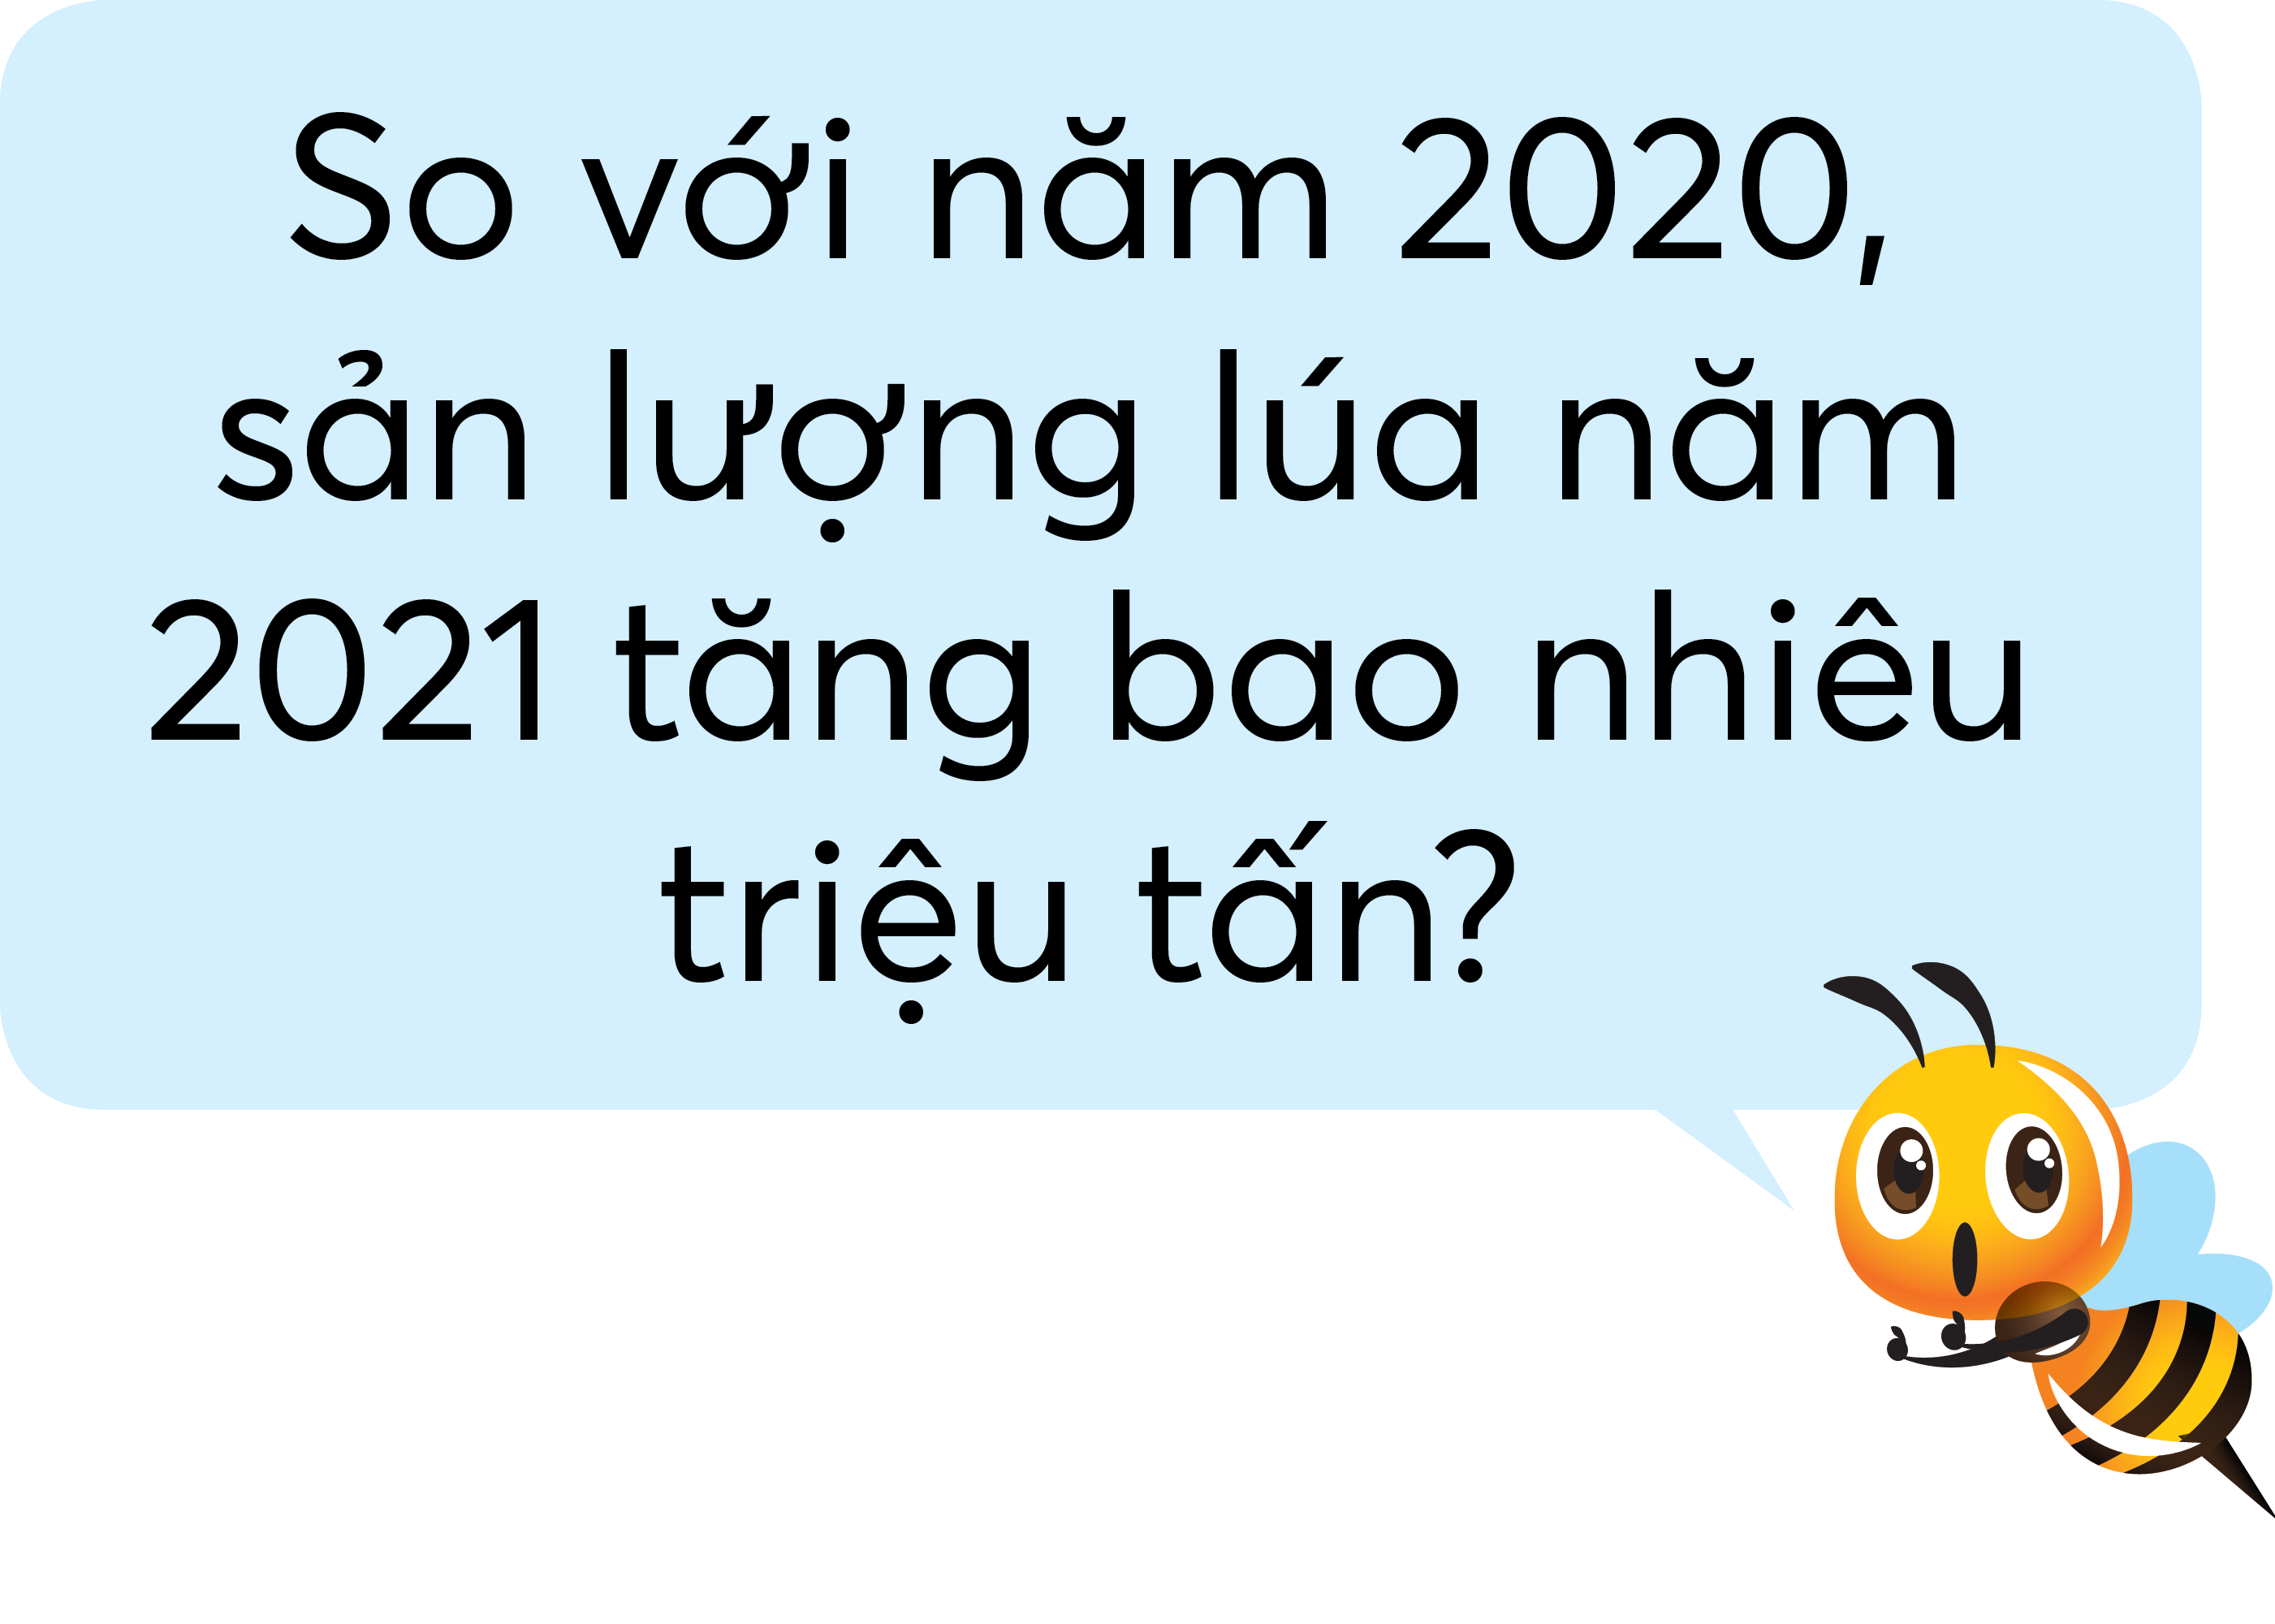 So với năm 2020,
sản lượng lúa năm
2021 tăng bao nhiêu
triệu tấn?